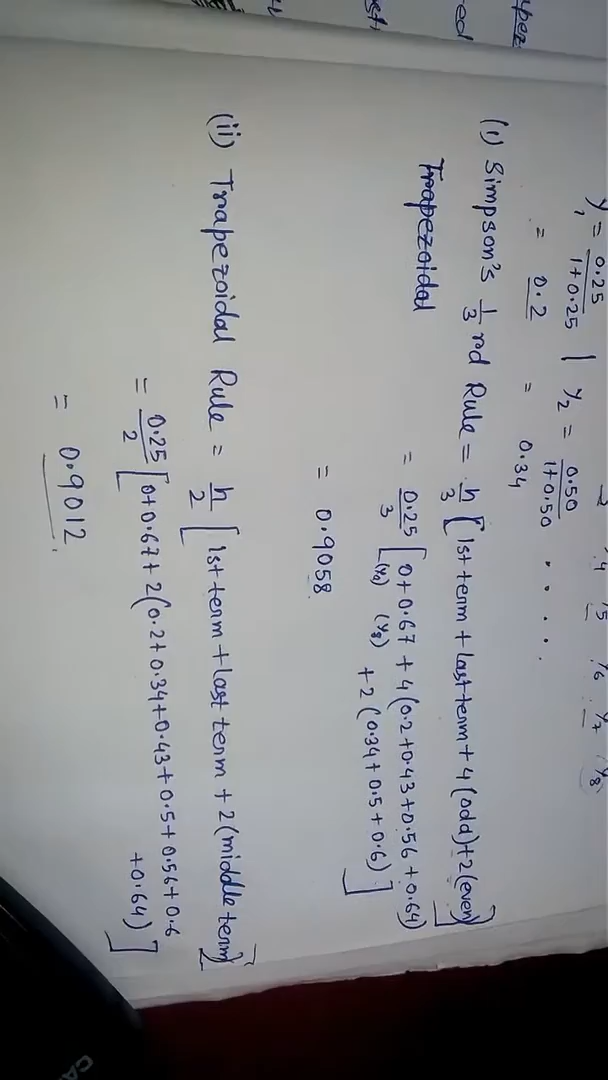 y₁ = 0.25/1+0.25 | y₂ = 0.50/1+0.50 . . . . .
= 0.2 = 0.34
(i) Simpson's 1/3 rd Rule = h/3 [1st term + last term + 4(odd) + 2(even)]
Trapezoidal
= 0.25/3 [0 + 0.67 + 4(0.2 + 0.43 + 0.56 + 0.64)
(y₀) (y₈) + 2(0.34 + 0.5 + 0.6)]
= 0.9058
(ii) Trapezoidal Rule = h/2 [1st term + last term + 2(middle term)]
= 0.25/2 [0 + 0.67 + 2(0.2 + 0.34 + 0.43 + 0.5 + 0.56 + 0.6
+ 0.64)]
= 0.9012.